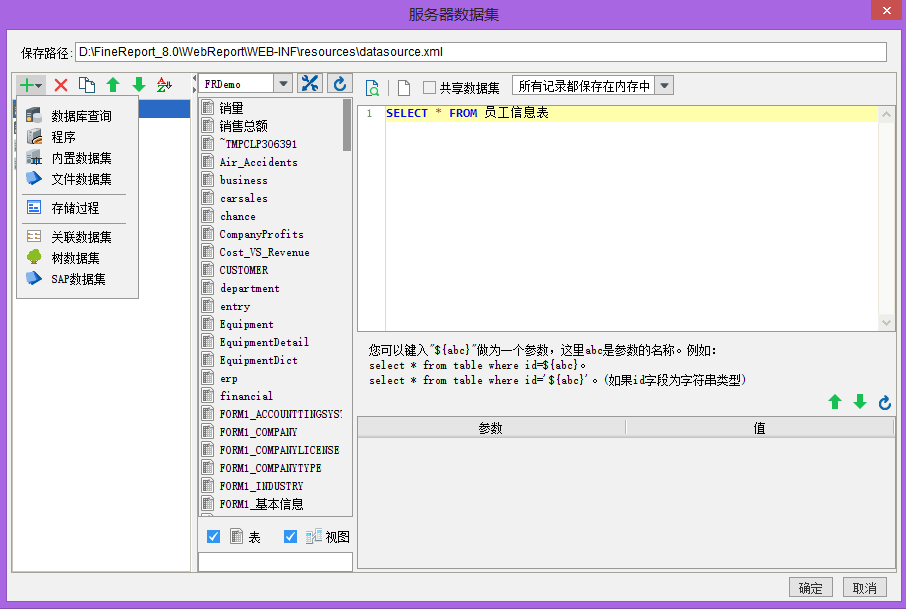 服务器数据集
保存路径: D:\FineReport_8.0\WebReport\WEB-INF\resources\datasource.xml
数据库查询
程序
内置数据集
文件数据集
存储过程
关联数据集
树数据集
SAP数据集
FRDemo
销量
销售总额
~TMPCLP306391
Air_Accidents
business
carsales
chance
CompanyProfits
Cost_VS_Revenue
CUSTOMER
department
entry
Equipment
EquipmentDetail
EquipmentDict
erp
financial
FORM1_ACCOUNTTINGSYS
FORM1_COMPANY
FORM1_COMPANYLICENSE
FORM1_COMPANYTYPE
FORM1_INDUSTRY
FORM1_基本信息
表 视图
共享数据集 所有记录都保存在内存中
1 SELECT * FROM 员工信息表
您可以键入"${abc}"做为一个参数，这里abc是参数的名称。例如：
select * from table where id=${abc}。
select * from table where id='${abc}'。(如果id字段为字符串类型)
参数 值
确定 取消